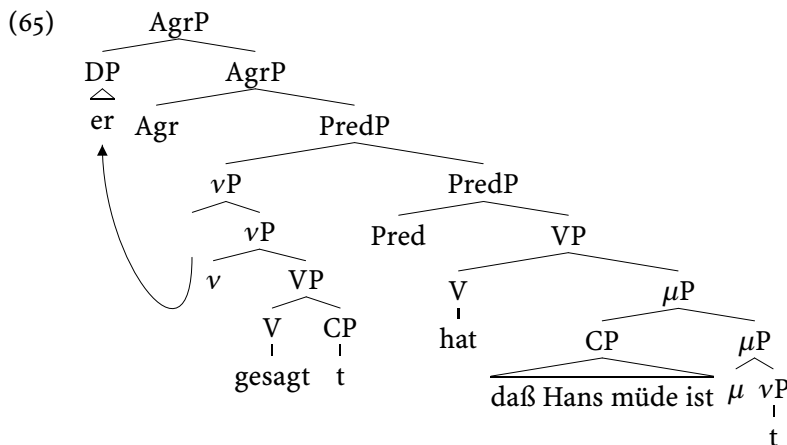 (65) AgrP
DP AgrP
er Agr PredP
νP PredP
νP Pred VP
ν VP V μP
V CP hat CP μP
gesagt t daß Hans müde ist μ νP
t